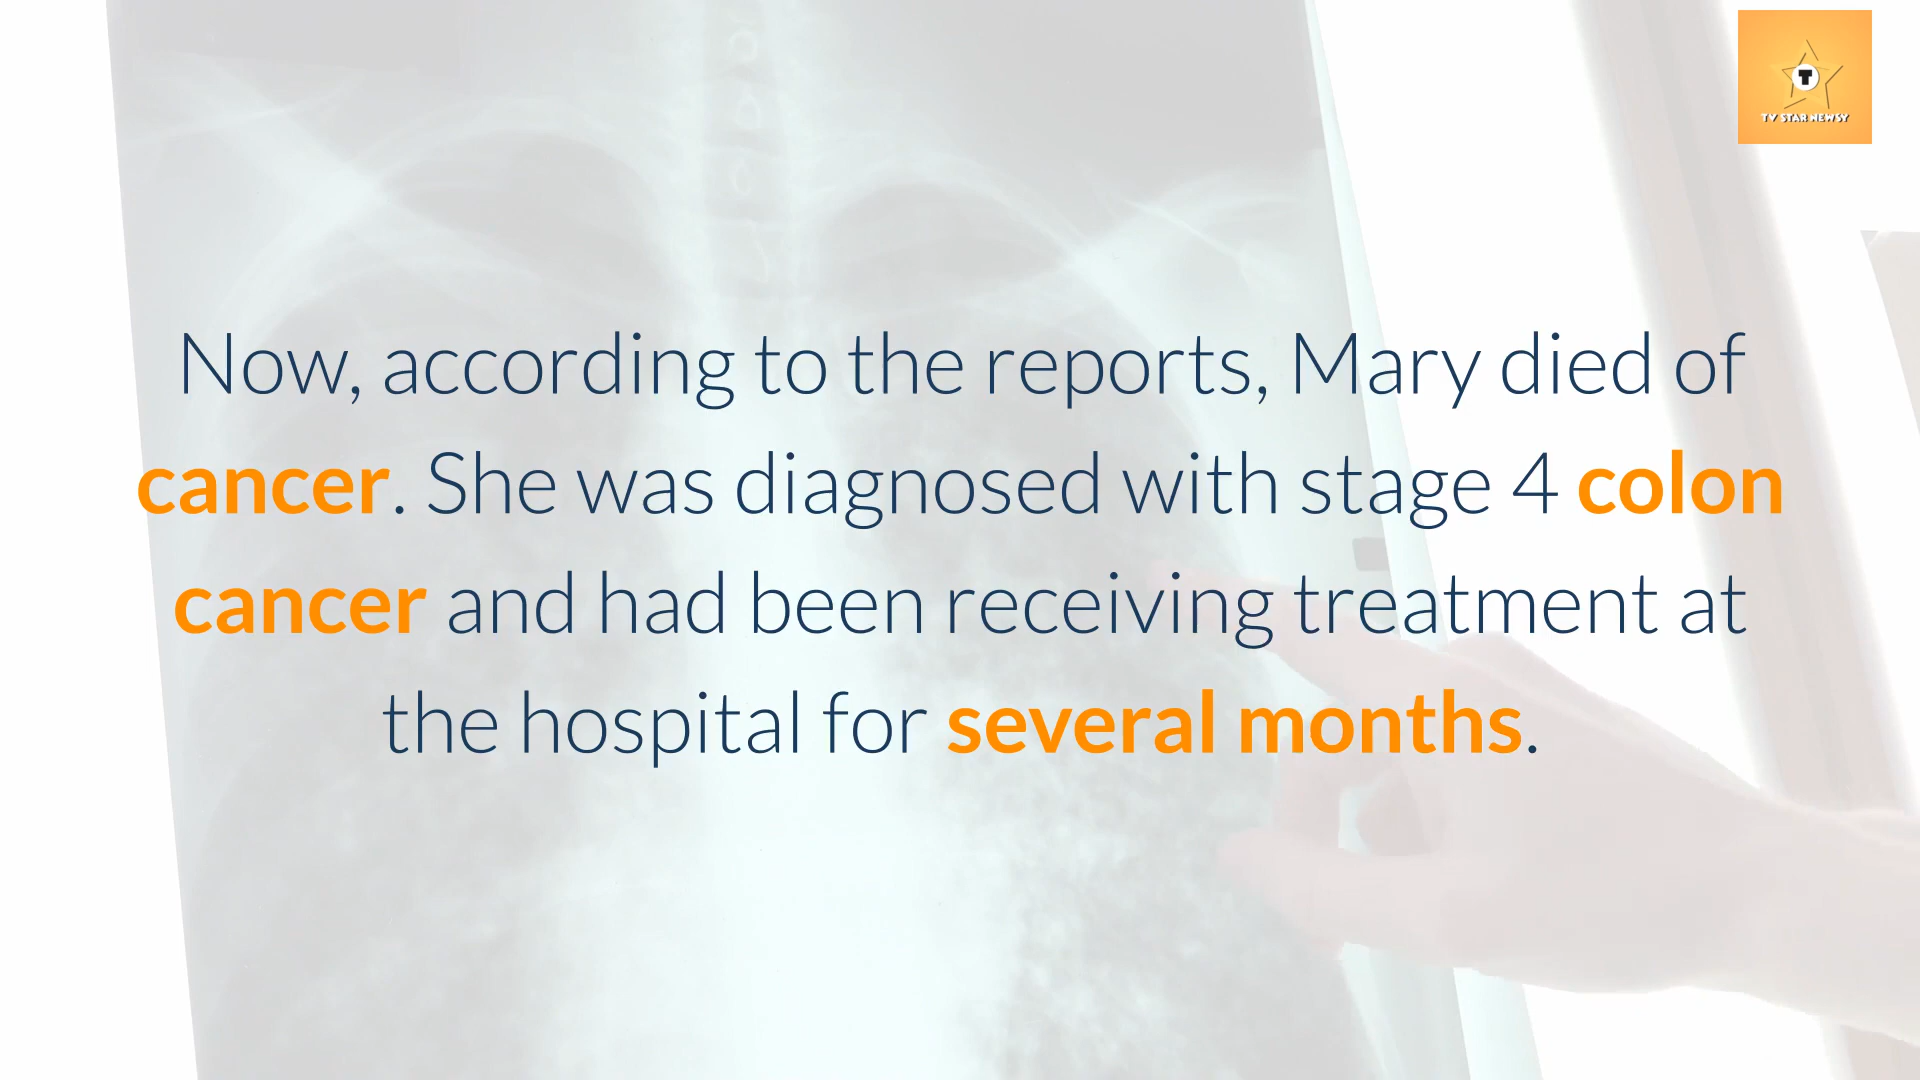 T
TV STAR NEWSY
Now, according to the reports, Mary died of
cancer. She was diagnosed with stage 4 colon
cancer and had been receiving treatment at
the hospital for several months.